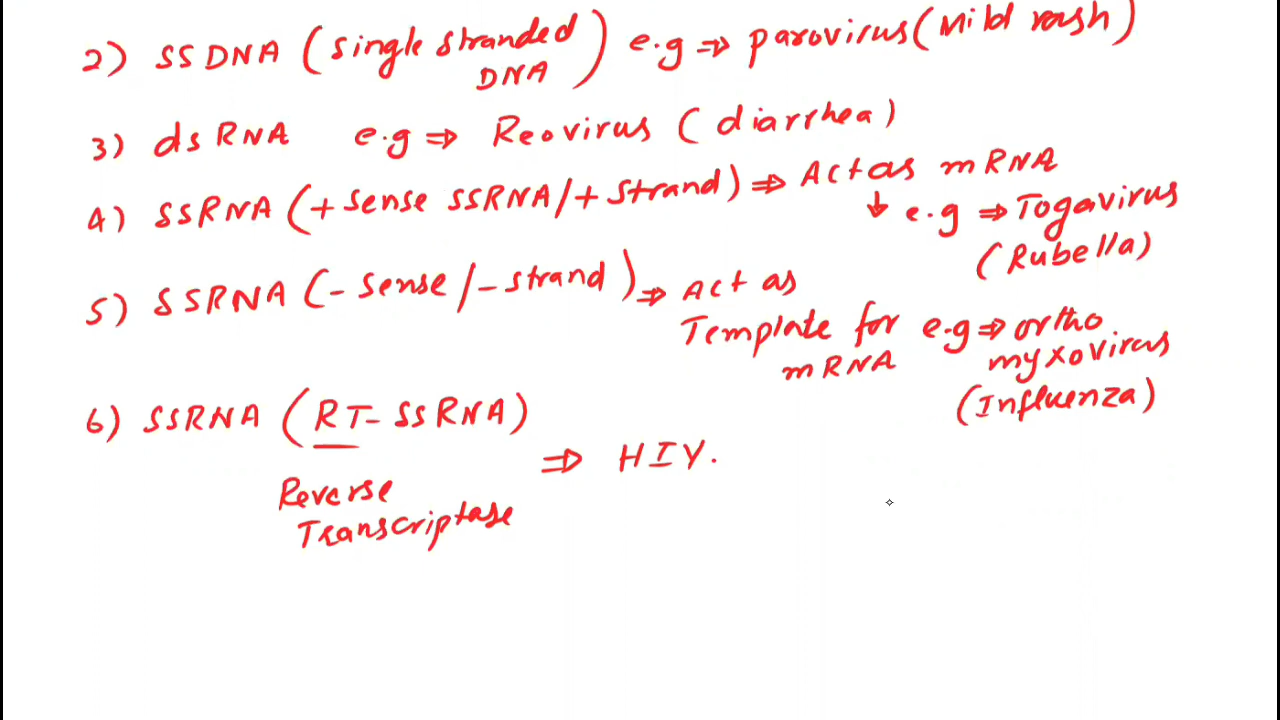 2) SSDNA (single stranded DNA) e.g ⇒ parovirus (Mild rash)
3) dsRNA e.g ⇒ Reovirus (diarrhea)
4) SSRNA (+ sense SSRNA/+ strand) ⇒ Act as mRNA
↓ e.g ⇒ Togavirus
(Rubella)
5) SSRNA (- sense/- strand) ⇒ Act as
Template for mRNA e.g ⇒ ortho myxovirus
(Influenza)
6) SSRNA (RT- SSRNA)
⇒ HIV.
Reverse
Transcriptase